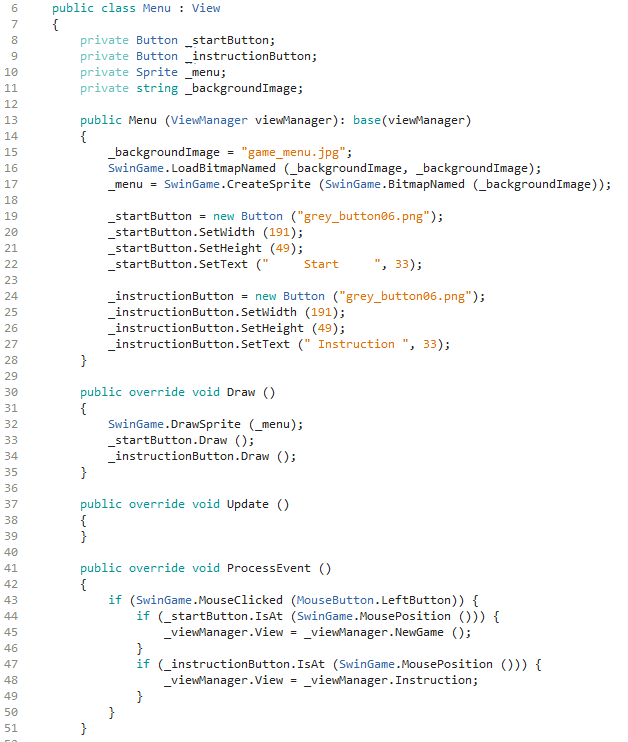 6 public class Menu : View
7 {
8 private Button _startButton;
9 private Button _instructionButton;
10 private Sprite _menu;
11 private string _backgroundImage;
12
13 public Menu (ViewManager viewManager): base(viewManager)
14 {
15 _backgroundImage = "game_menu.jpg";
16 SwinGame.LoadBitmapNamed (_backgroundImage, _backgroundImage);
17 _menu = SwinGame.CreateSprite (SwinGame.BitmapNamed (_backgroundImage));
18
19 _startButton = new Button ("grey_button06.png");
20 _startButton.SetWidth (191);
21 _startButton.SetHeight (49);
22 _startButton.SetText ("     Start     ", 33);
23
24 _instructionButton = new Button ("grey_button06.png");
25 _instructionButton.SetWidth (191);
26 _instructionButton.SetHeight (49);
27 _instructionButton.SetText (" Instruction ", 33);
28 }
29
30 public override void Draw ()
31 {
32 SwinGame.DrawSprite (_menu);
33 _startButton.Draw ();
34 _instructionButton.Draw ();
35 }
36
37 public override void Update ()
38 {
39 }
40
41 public override void ProcessEvent ()
42 {
43 if (SwinGame.MouseClicked (MouseButton.LeftButton)) {
44 if (_startButton.IsAt (SwinGame.MousePosition ())) {
45 _viewManager.View = _viewManager.NewGame ();
46 }
47 if (_instructionButton.IsAt (SwinGame.MousePosition ())) {
48 _viewManager.View = _viewManager.Instruction;
49 }
50 }
51 }